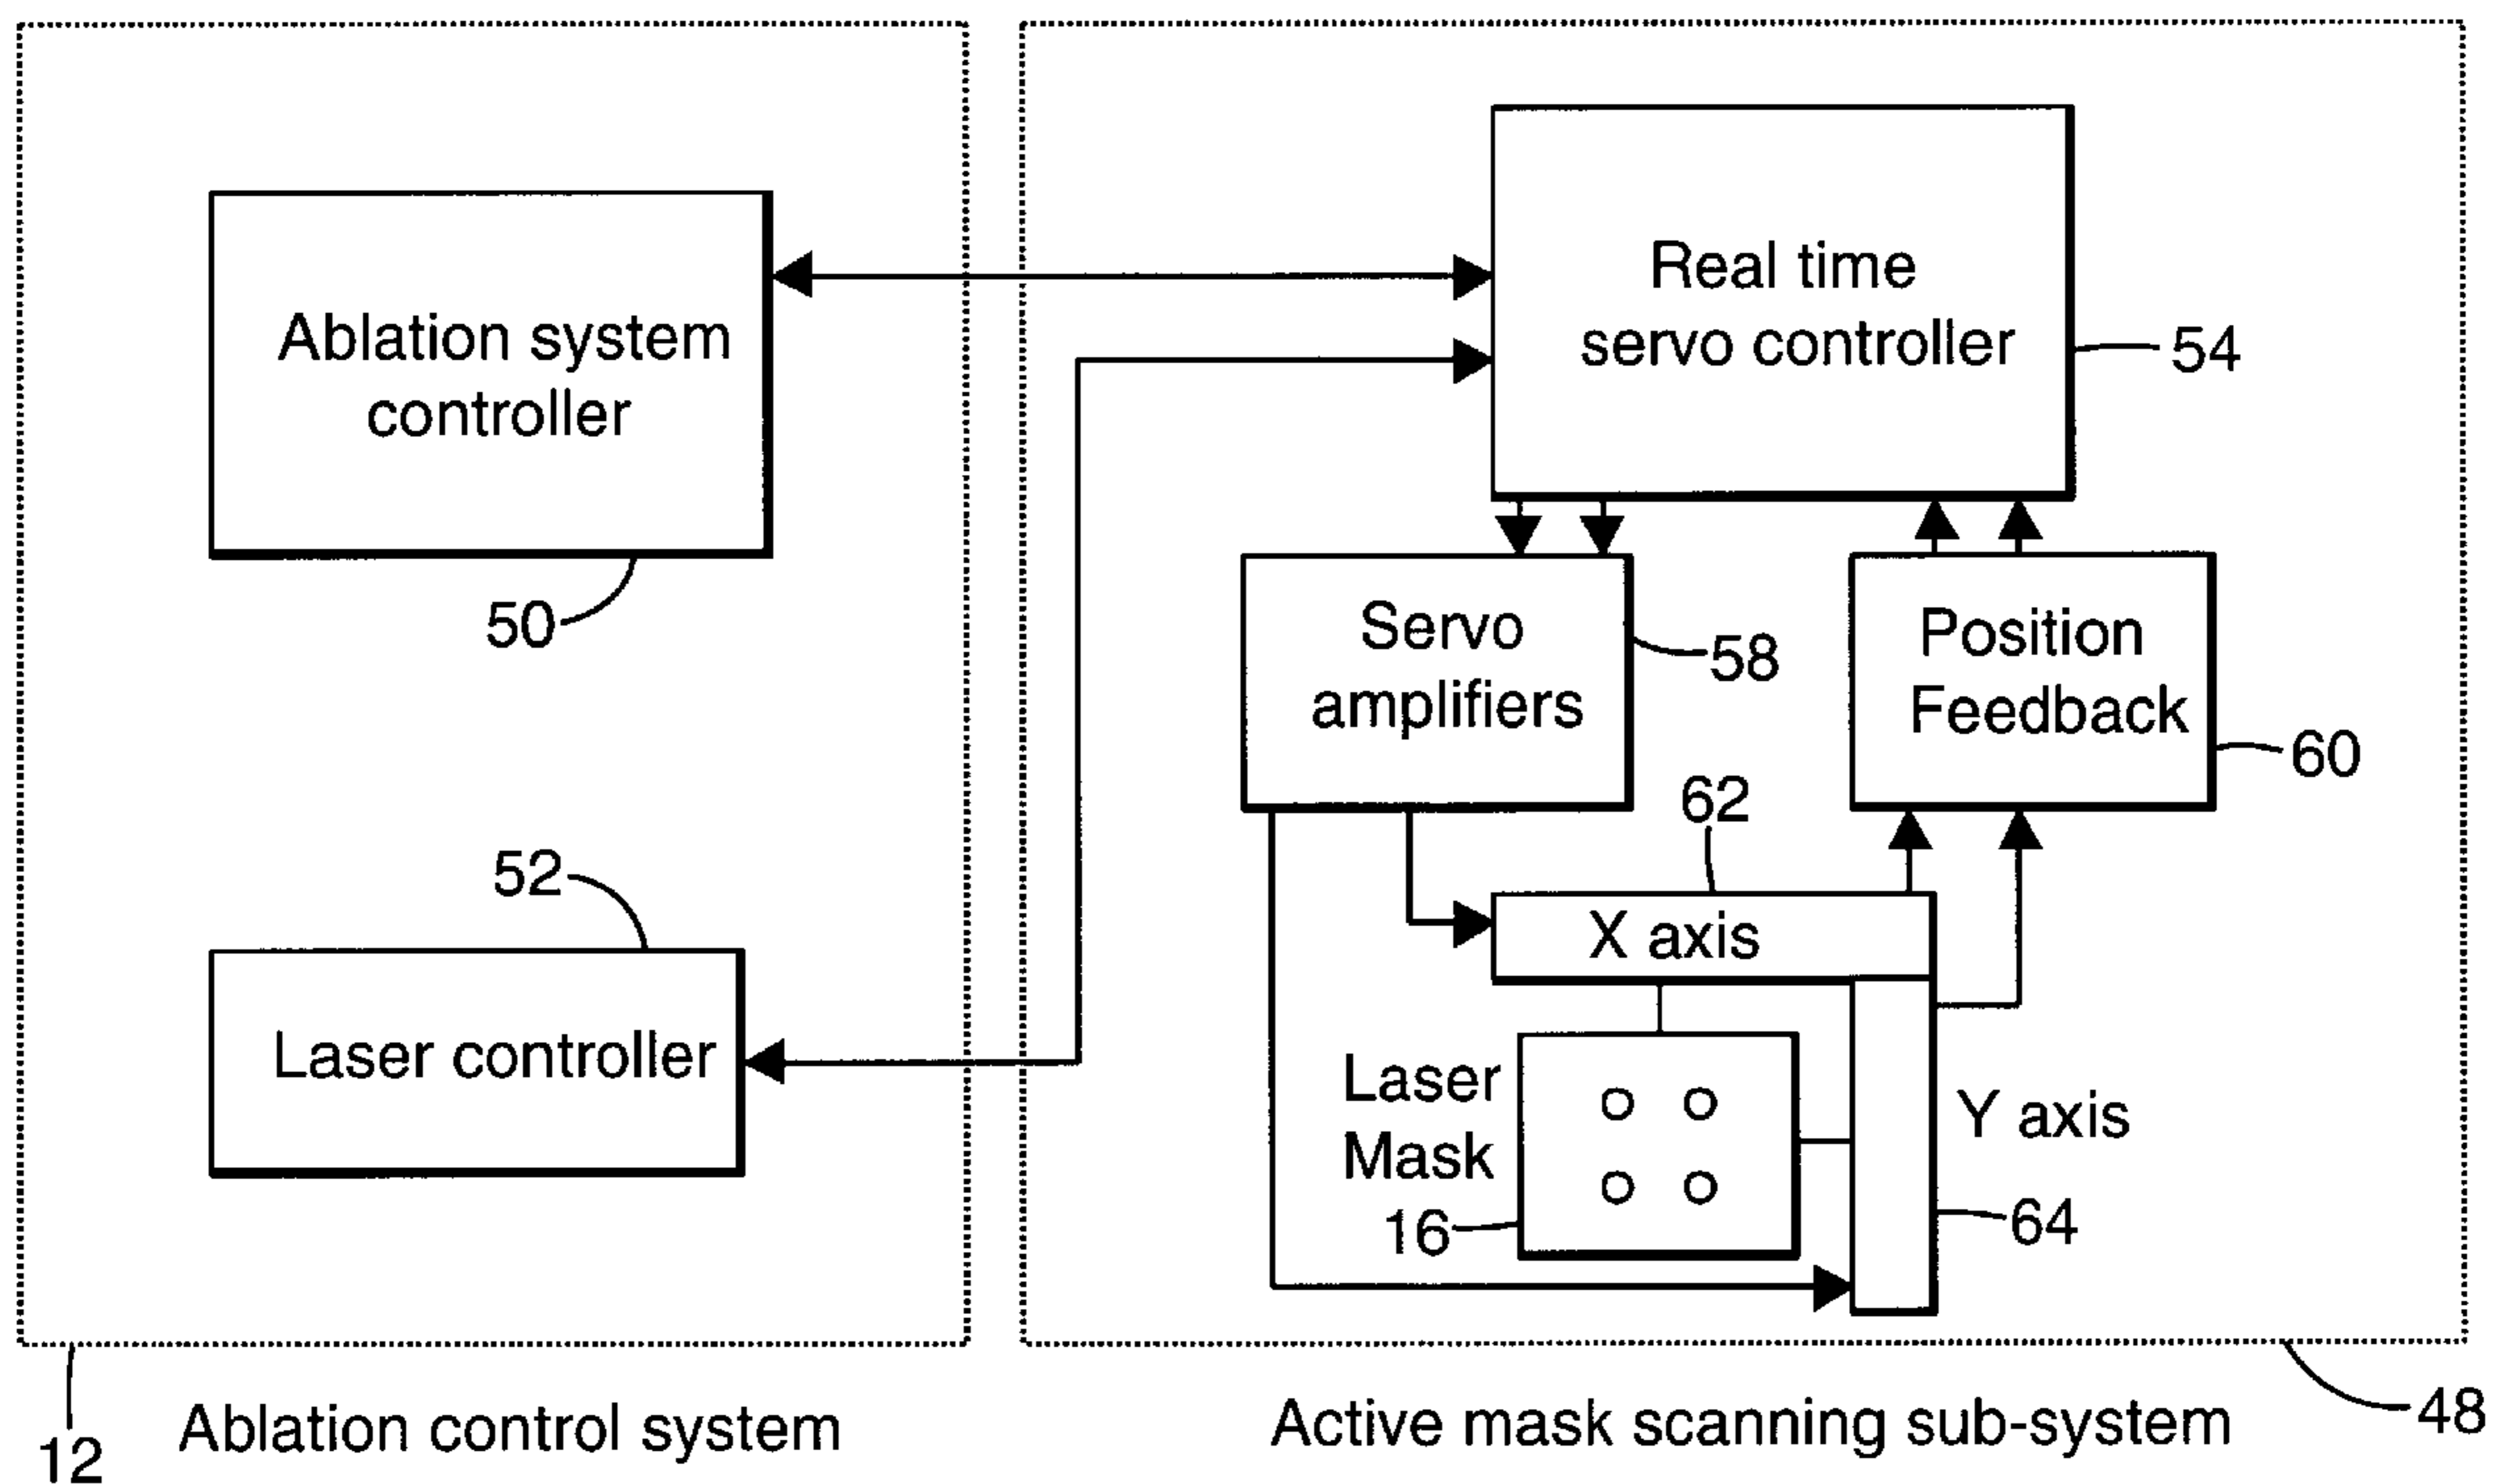 Ablation system
controller
50
52
Laser controller
12
Ablation control system
Real time
servo controller
54
Servo
amplifiers
58
Position
Feedback
60
62
X axis
Laser
Mask
16
Y axis
64
Active mask scanning sub-system
48